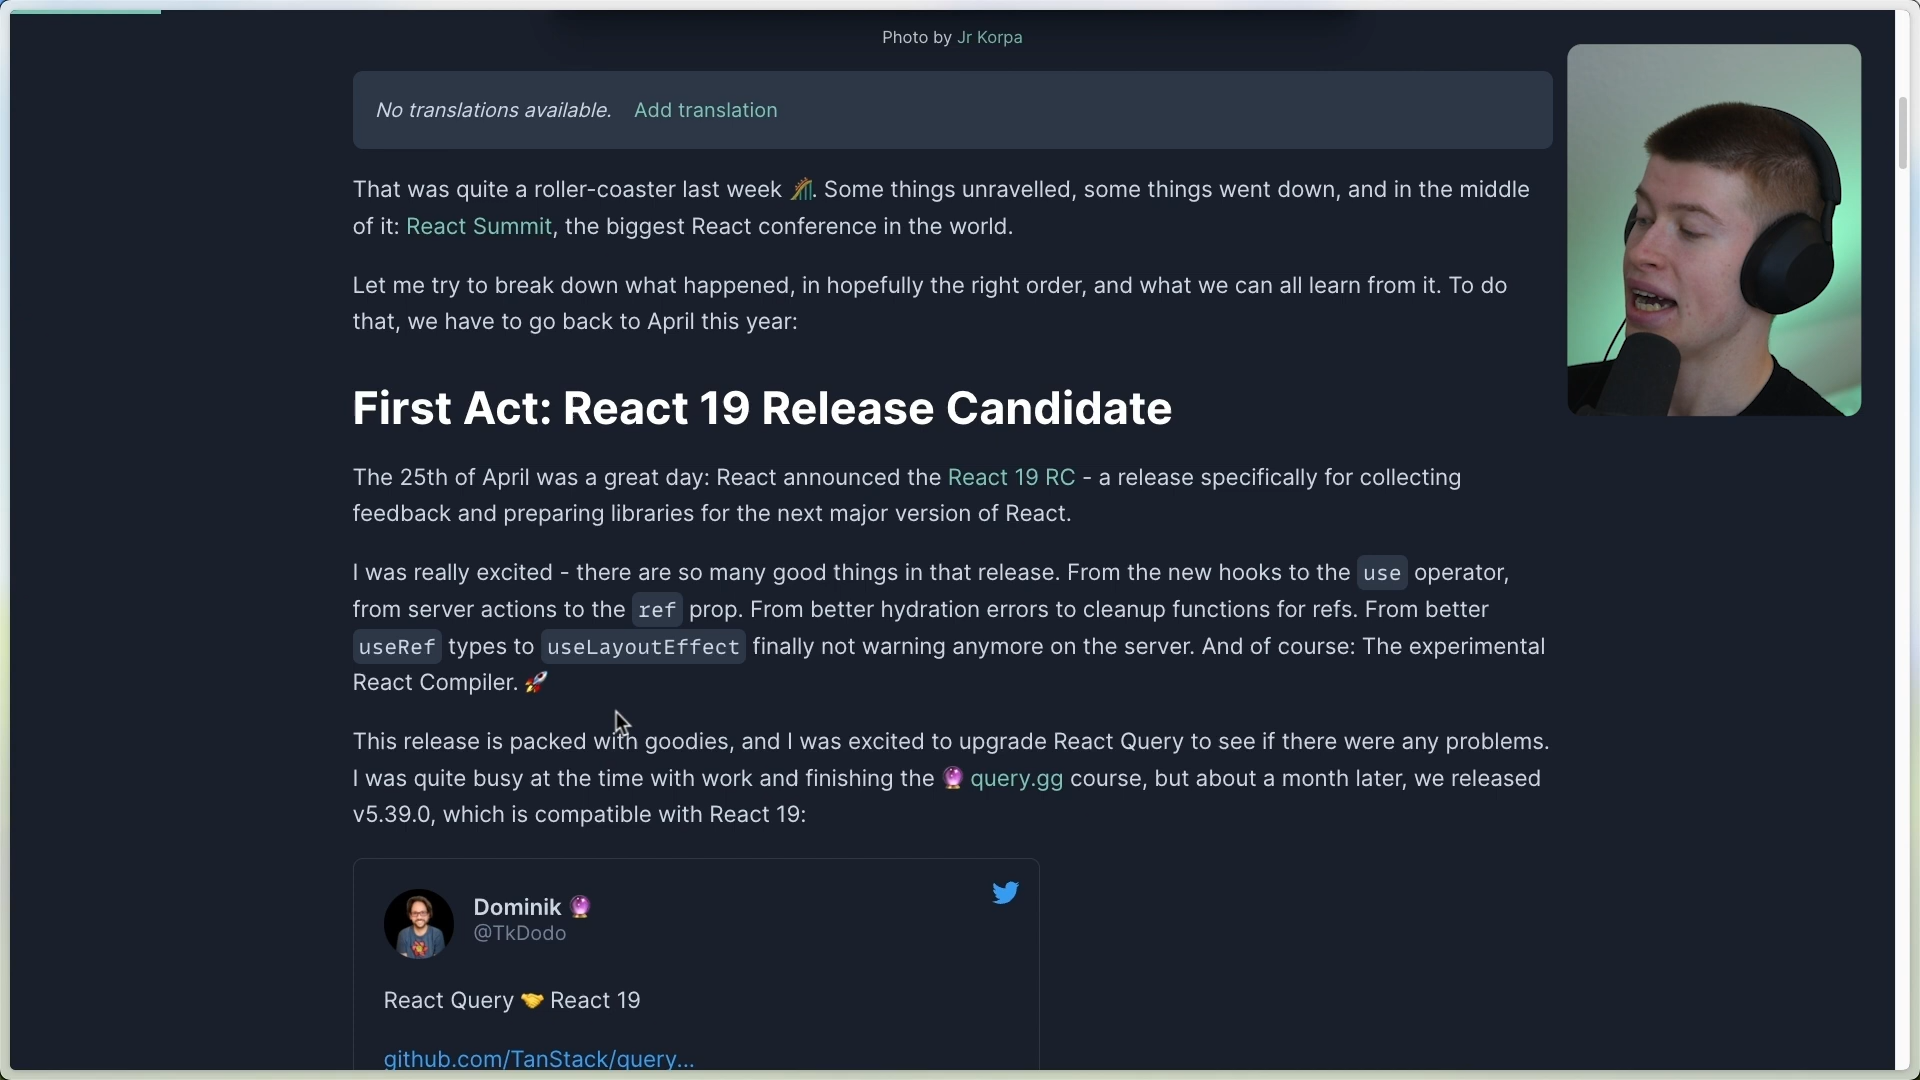 Photo by Jr Korpa
No translations available. Add translation
That was quite a roller-coaster last week 🎢. Some things unravelled, some things went down, and in the middle
of it: React Summit, the biggest React conference in the world.
Let me try to break down what happened, in hopefully the right order, and what we can all learn from it. To do
that, we have to go back to April this year:
First Act: React 19 Release Candidate
The 25th of April was a great day: React announced the React 19 RC - a release specifically for collecting
feedback and preparing libraries for the next major version of React.
I was really excited - there are so many good things in that release. From the new hooks to the use operator,
from server actions to the ref prop. From better hydration errors to cleanup functions for refs. From better
useRef types to useLayoutEffect finally not warning anymore on the server. And of course: The experimental
React Compiler. 🚀
This release is packed with goodies, and I was excited to upgrade React Query to see if there were any problems.
I was quite busy at the time with work and finishing the 🔮 query.gg course, but about a month later, we released
v5.39.0, which is compatible with React 19:
Dominik 🔮
@TkDodo
React Query 🤝 React 19
github.com/TanStack/query...